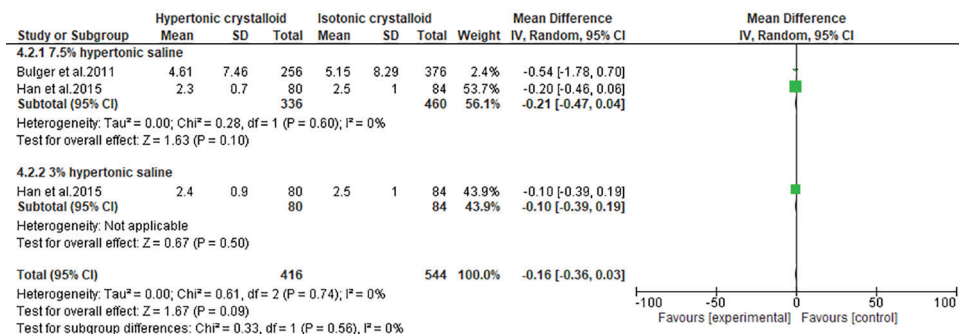 Hypertonic crystalloid Isotonic crystalloid Mean Difference Mean Difference
Study or Subgroup Mean SD Total Mean SD Total Weight IV, Random, 95% CI IV, Random, 95% CI
4.2.1 7.5% hypertonic saline
Bulger et al.2011 4.61 7.46 256 5.15 8.29 376 2.4% -0.54 [-1.78, 0.70]
Han et al.2015 2.3 0.7 80 2.5 1 84 53.7% -0.20 [-0.46, 0.06]
Subtotal (95% CI) 336 460 56.1% -0.21 [-0.47, 0.04]
Heterogeneity: Tau² = 0.00; Chi² = 0.28, df = 1 (P = 0.60); I² = 0%
Test for overall effect: Z = 1.63 (P = 0.10)
4.2.2 3% hypertonic saline
Han et al.2015 2.4 0.9 80 2.5 1 84 43.9% -0.10 [-0.39, 0.19]
Subtotal (95% CI) 80 84 43.9% -0.10 [-0.39, 0.19]
Heterogeneity: Not applicable
Test for overall effect: Z = 0.67 (P = 0.50)
Total (95% CI) 416 544 100.0% -0.16 [-0.36, 0.03]
Heterogeneity: Tau² = 0.00; Chi² = 0.61, df = 2 (P = 0.74); I² = 0%
Test for overall effect: Z = 1.67 (P = 0.09)
Test for subgroup differences: Chi² = 0.33, df = 1 (P = 0.56), I² = 0%
-100 -50 0 50 100
Favours [experimental] Favours [control]